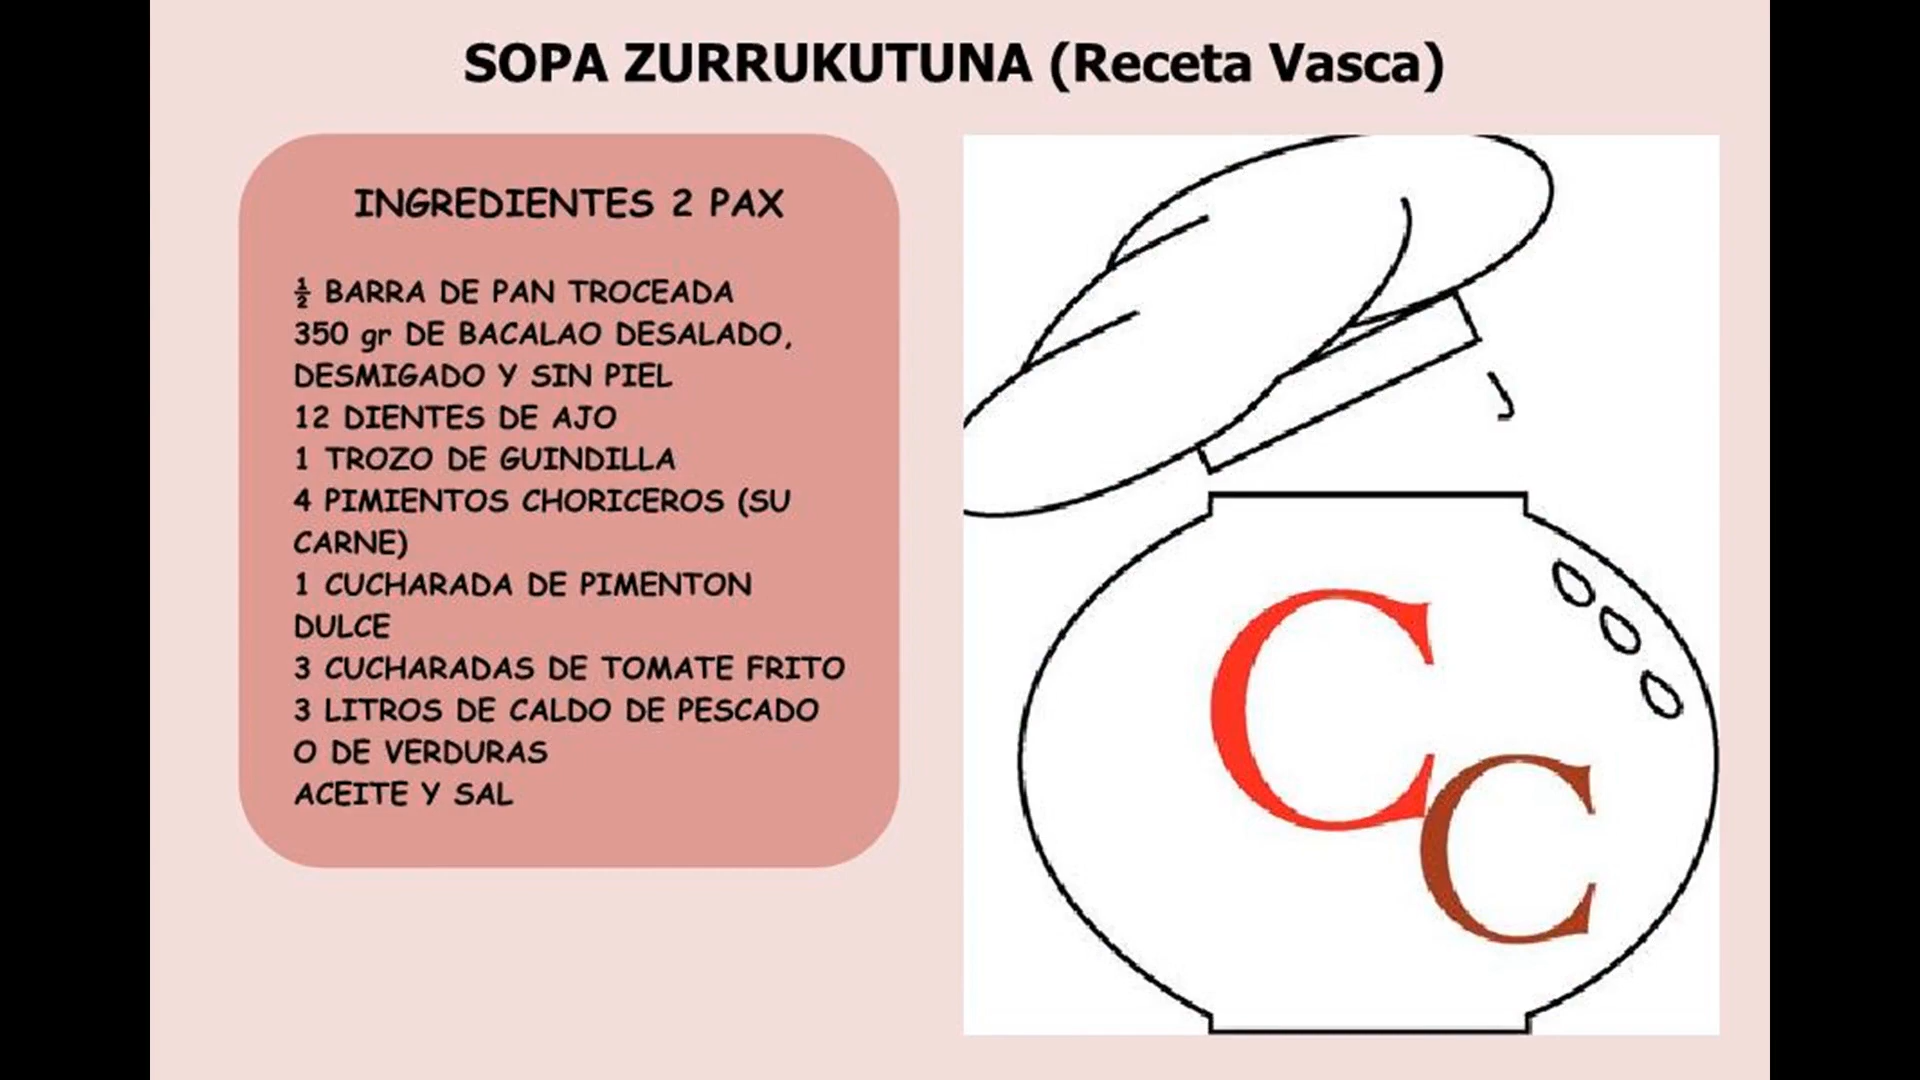 SOPA ZURRUKUTUNA (Receta Vasca)
INGREDIENTES 2 PAX
½ BARRA DE PAN TROCEADA
350 gr DE BACALAO DESALADO,
DESMIGADO Y SIN PIEL
12 DIENTES DE AJO
1 TROZO DE GUINDILLA
4 PIMIENTOS CHORICEROS (SU
CARNE)
1 CUCHARADA DE PIMENTON
DULCE
3 CUCHARADAS DE TOMATE FRITO
3 LITROS DE CALDO DE PESCADO
O DE VERDURAS
ACEITE Y SAL
C
C